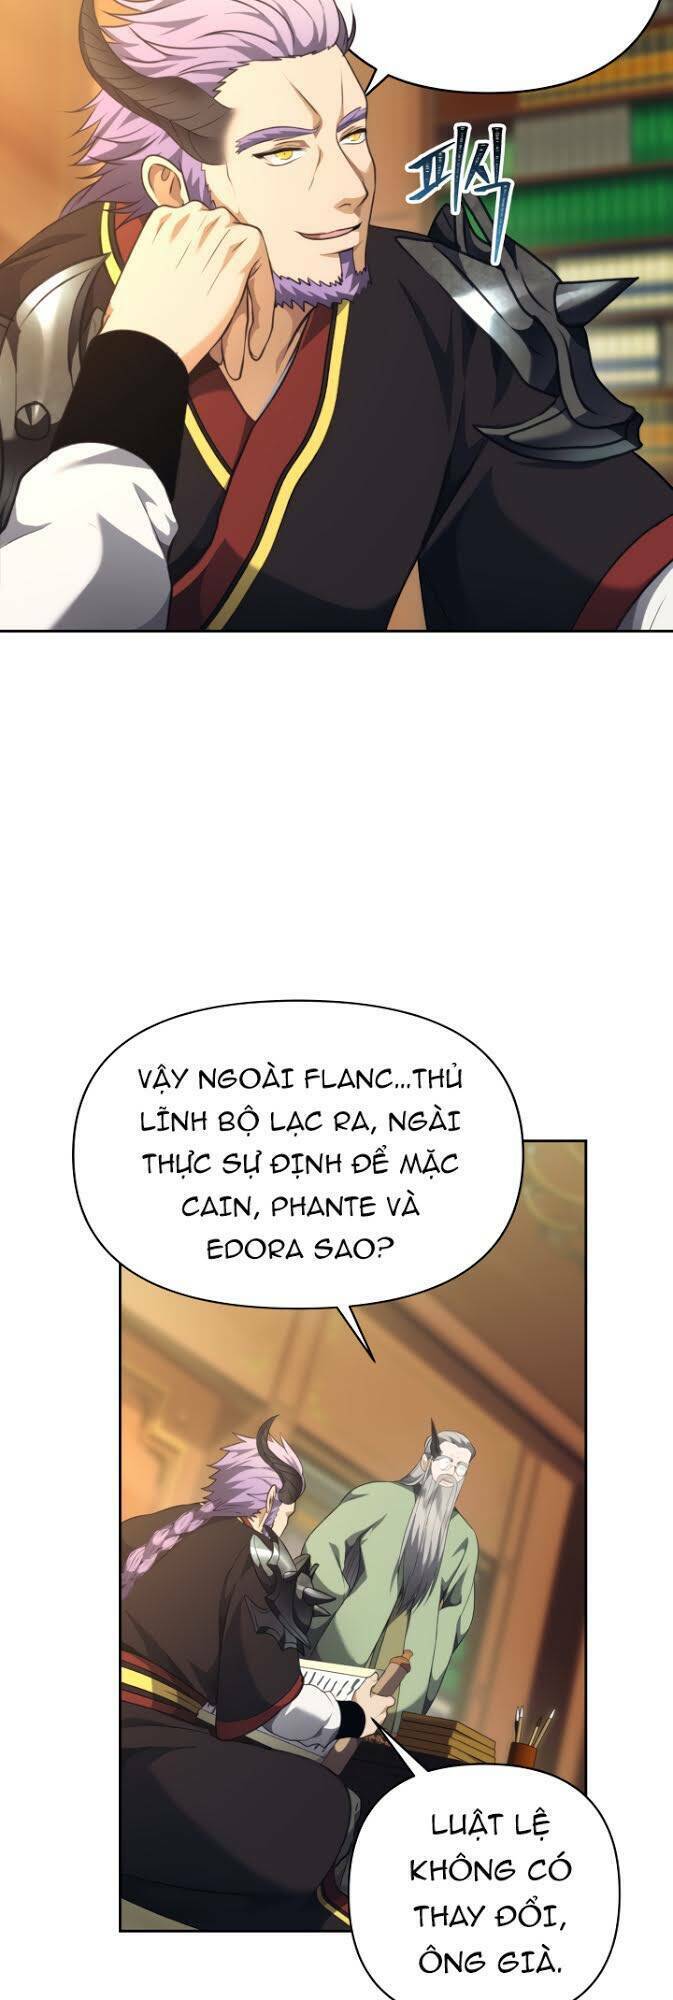 피식
VẬY NGOÀI FLANC...THỦ
LĨNH BỘ LẠC RA, NGÀI
THỰC SỰ ĐỊNH ĐỂ MẶC
CAIN, PHANTE VÀ
EDORA SAO?
LUẬT LỆ
KHÔNG CÓ
THAY ĐỔI,
ÔNG GIÀ.